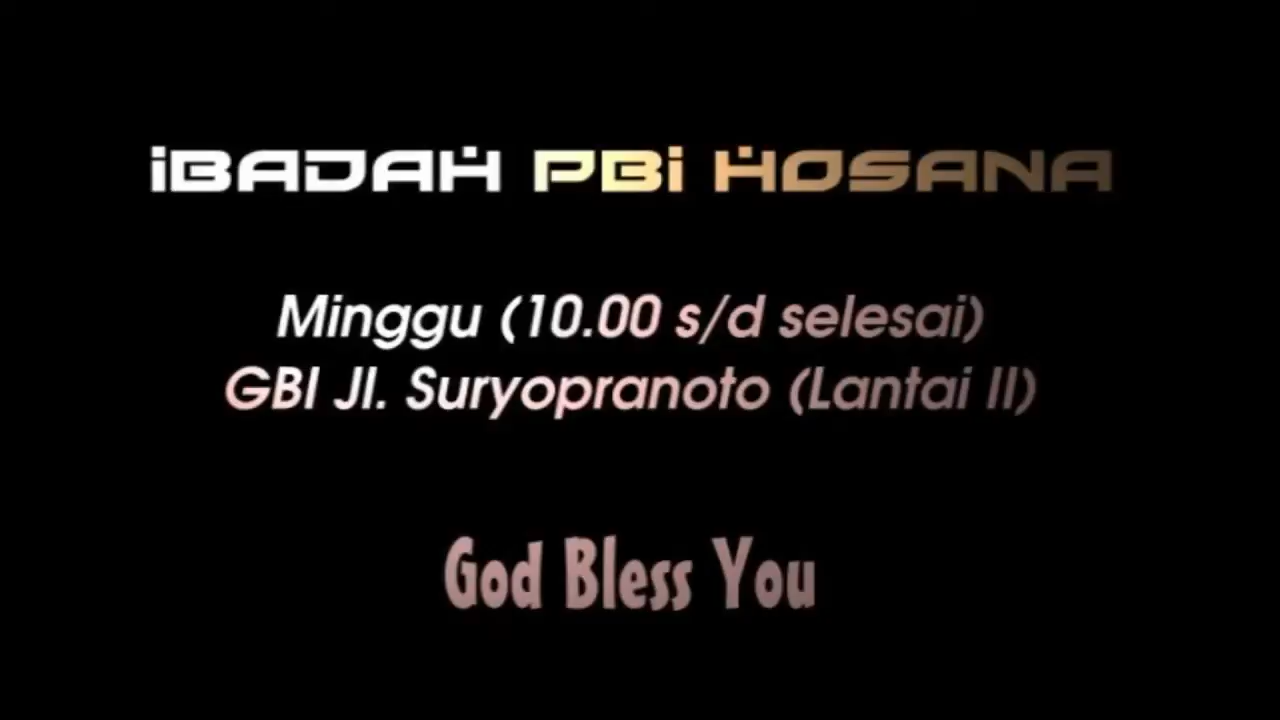 iBADAH PBi HOSANA
Minggu (10.00 s/d selesai)
GBI Jl. Suryopranoto (Lantai II)
God Bless You